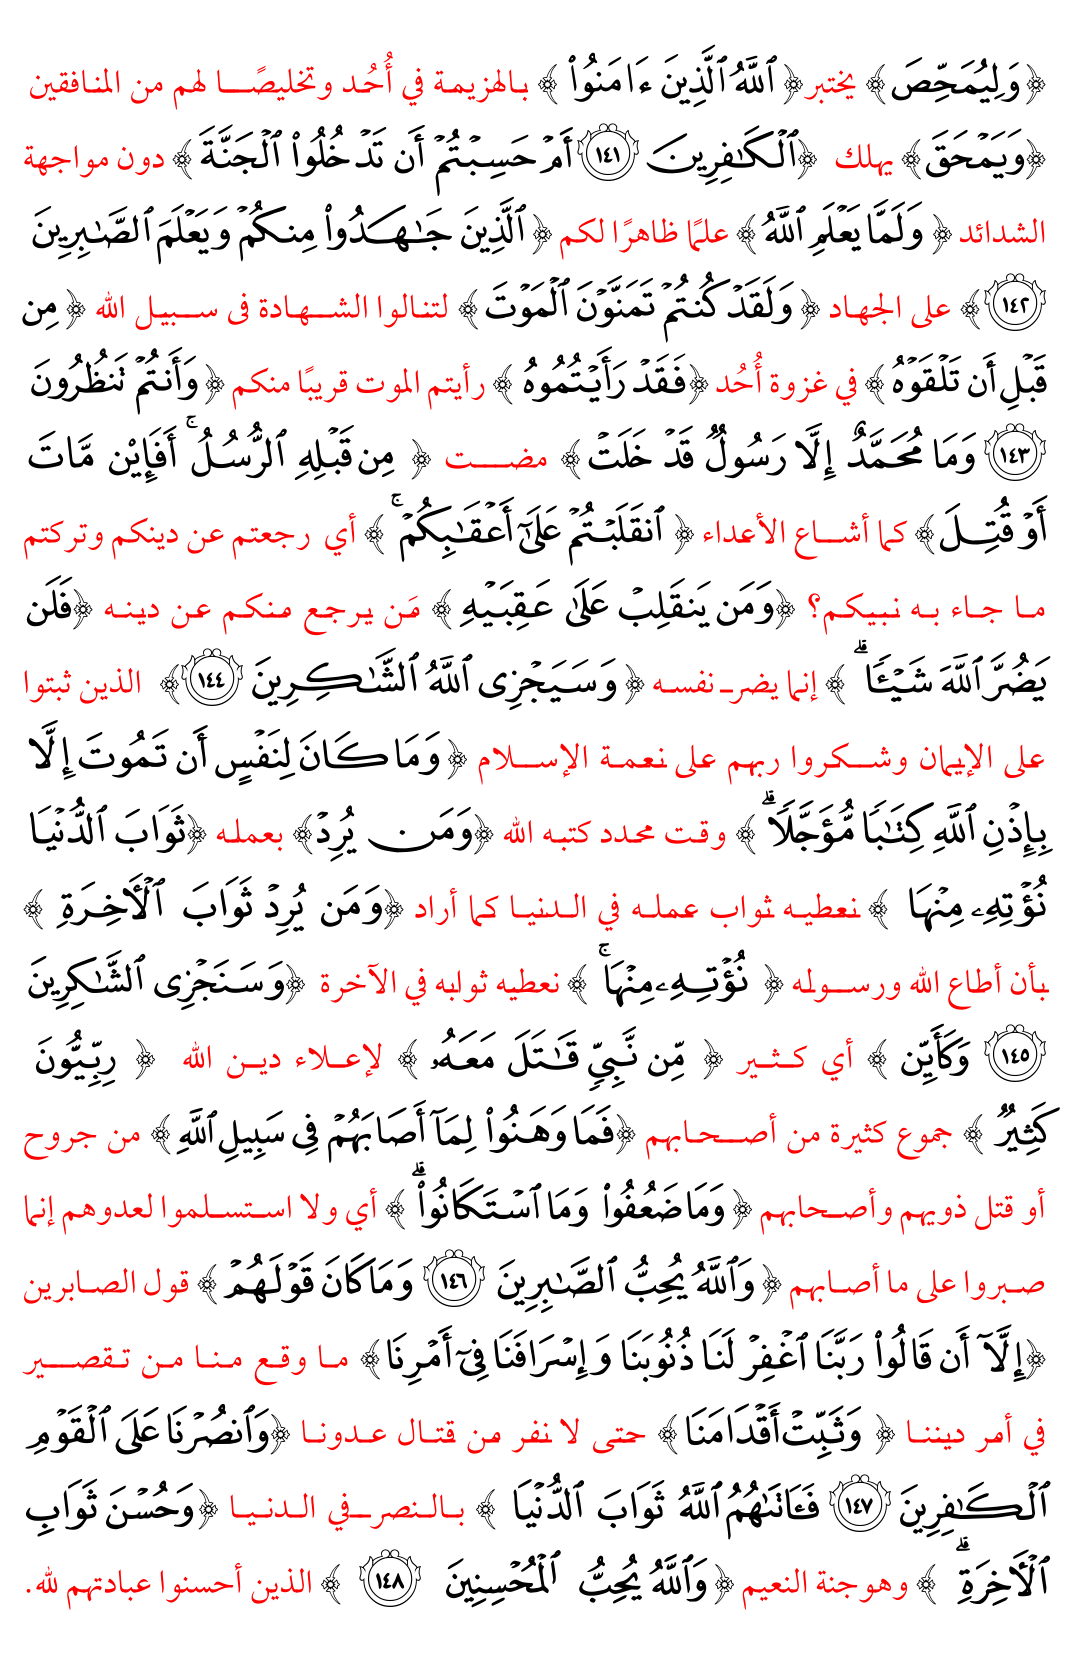 ﴿وَلِيُمَحِّصَ﴾ يختبر ﴿ ٱللَّهُ ٱلَّذِينَ ءَامَنُوا۟ ﴾ بالهزيمة في أُحُد وتخليصًا لهم من المنافقين
﴿وَيَمْحَقَ﴾ يهلك ﴿ٱلْكَـٰفِرِينَ ١٤١ أَمْ حَسِبْتُمْ أَن تَدْخُلُوا۟ ٱلْجَنَّةَ﴾ دون مواجهة
الشدائد ﴿ وَلَمَّا يَعْلَمِ ٱللَّهُ﴾ علمًا ظاهرًا لكم ﴿ ٱلَّذِينَ جَـٰهَدُوا۟ مِنكُمْ وَيَعْلَمَ ٱلصَّـٰبِرِينَ
١٤٢﴾ على الجهاد ﴿ وَلَقَدْ كُنتُمْ تَمَنَّوْنَ ٱلْمَوْتَ﴾ لتنالوا الشهادة فى سبيل الله ﴿ مِن
قَبْلِ أَن تَلْقَوْهُ﴾ في غزوة أُحُد ﴿فَقَدْ رَأَيْتُمُوهُ ﴾ رأيتم الموت قريبًا منكم ﴿ وَأَنتُمْ تَنظُرُونَ
١٤٣ وَمَا مُحَمَّدٌ إِلَّا رَسُولٌ قَدْ خَلَتْ﴾ مضت ﴿ مِن قَبْلِهِ ٱلرُّسُلُ ۚ أَفَإِي۟ن مَّاتَ
أَوْ قُتِلَ﴾ كما أشاع الأعداء ﴿ ٱنقَلَبْتُمْ عَلَىٰٓ أَعْقَـٰبِكُمْ ۚ ﴾ أي رجعتم عن دينكم وتركتم
ما جاء به نبيكم؟ ﴿وَمَن يَنقَلِبْ عَلَىٰ عَقِبَيْهِ ﴾ مَن يرجع منكم عن دينه ﴿فَلَن
يَضُرَّ ٱللَّهَ شَيْـًٔا ۗ ﴾ إنما يضر نفسه ﴿ وَسَيَجْزِى ٱللَّهُ ٱلشَّـٰكِرِينَ ١٤٤﴾ الذين ثبتوا
على الإيمان وشكروا ربهم على نعمة الإسلام ﴿ وَمَا كَانَ لِنَفْسٍ أَن تَمُوتَ إِلَّا
بِإِذْنِ ٱللَّهِ كِتَـٰبًا مُّؤَجَّلًا ۗ ﴾ وقت محدد كتبه الله ﴿وَمَن يُرِدْ﴾ بعمله ﴿ثَوَابَ ٱلدُّنْيَا
نُؤْتِهِۦ مِنْهَا ﴾ نعطيه ثواب عمله في الدنيا كما أراد ﴿وَمَن يُرِدْ ثَوَابَ ٱلْـَٔاخِرَةِ ﴾
بأن أطاع الله ورسوله ﴿ نُؤْتِهِۦ مِنْهَا ۚ ﴾ نعطيه ثوابه في الآخرة ﴿وَسَنَجْزِى ٱلشَّـٰكِرِينَ
١٤٥ وَكَأَيِّن ﴾ أي كثير ﴿ مِّن نَّبِىٍّ قَـٰتَلَ مَعَهُۥ ﴾ لإعلاء دين الله ﴿ رِبِّيُّونَ
كَثِيرٌ ﴾ جموع كثيرة من أصحابهم ﴿فَمَا وَهَنُوا۟ لِمَآ أَصَابَهُمْ فِى سَبِيلِ ٱللَّهِ ﴾ من جروح
أو قتل ذويهم وأصحابهم ﴿ وَمَا ضَعُفُوا۟ وَمَا ٱسْتَكَانُوا۟ ۗ ﴾ أي ولا استسلموا لعدوهم إنما
صبروا على ما أصابهم ﴿ وَٱللَّهُ يُحِبُّ ٱلصَّـٰبِرِينَ ١٤٦ وَمَا كَانَ قَوْلَهُمْ ﴾ قول الصابرين
﴿إِلَّآ أَن قَالُوا۟ رَبَّنَا ٱغْفِرْ لَنَا ذُنُوبَنَا وَإِسْرَافَنَا فِىٓ أَمْرِنَا﴾ ما وقع منا من تقصير
في أمر ديننا ﴿ وَثَبِّتْ أَقْدَامَنَا﴾ حتى لا نفر من قتال عدونا ﴿وَٱنصُرْنَا عَلَى ٱلْقَوْمِ
ٱلْكَـٰفِرِينَ ١٤٧ فَـَٔاتَىٰهُمُ ٱللَّهُ ثَوَابَ ٱلدُّنْيَا ﴾ بالنصر في الدنيا ﴿وَحُسْنَ ثَوَابِ
ٱلْـَٔاخِرَةِ ۗ ﴾ وهو جنة النعيم ﴿ وَٱللَّهُ يُحِبُّ ٱلْمُحْسِنِينَ ١٤٨ ﴾ الذين أحسنوا عبادتهم لله.